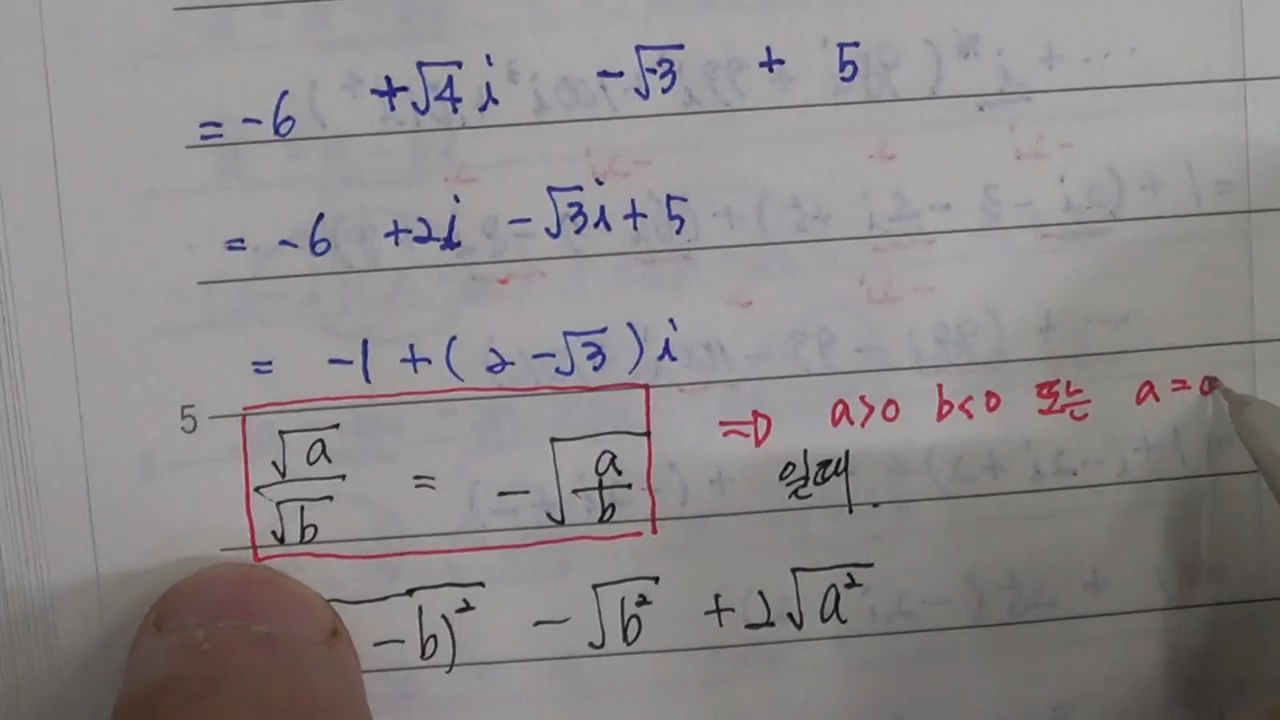 = -6 +√4 i -√-3 + 5
= -6 +2i -√3 i + 5
= -1 + ( 2 -√3 ) i
5
√a/√b = -√(a/b) ⇒ a>0 b<0 또는 a=0
일때.
-b)² -√b² +2√a²